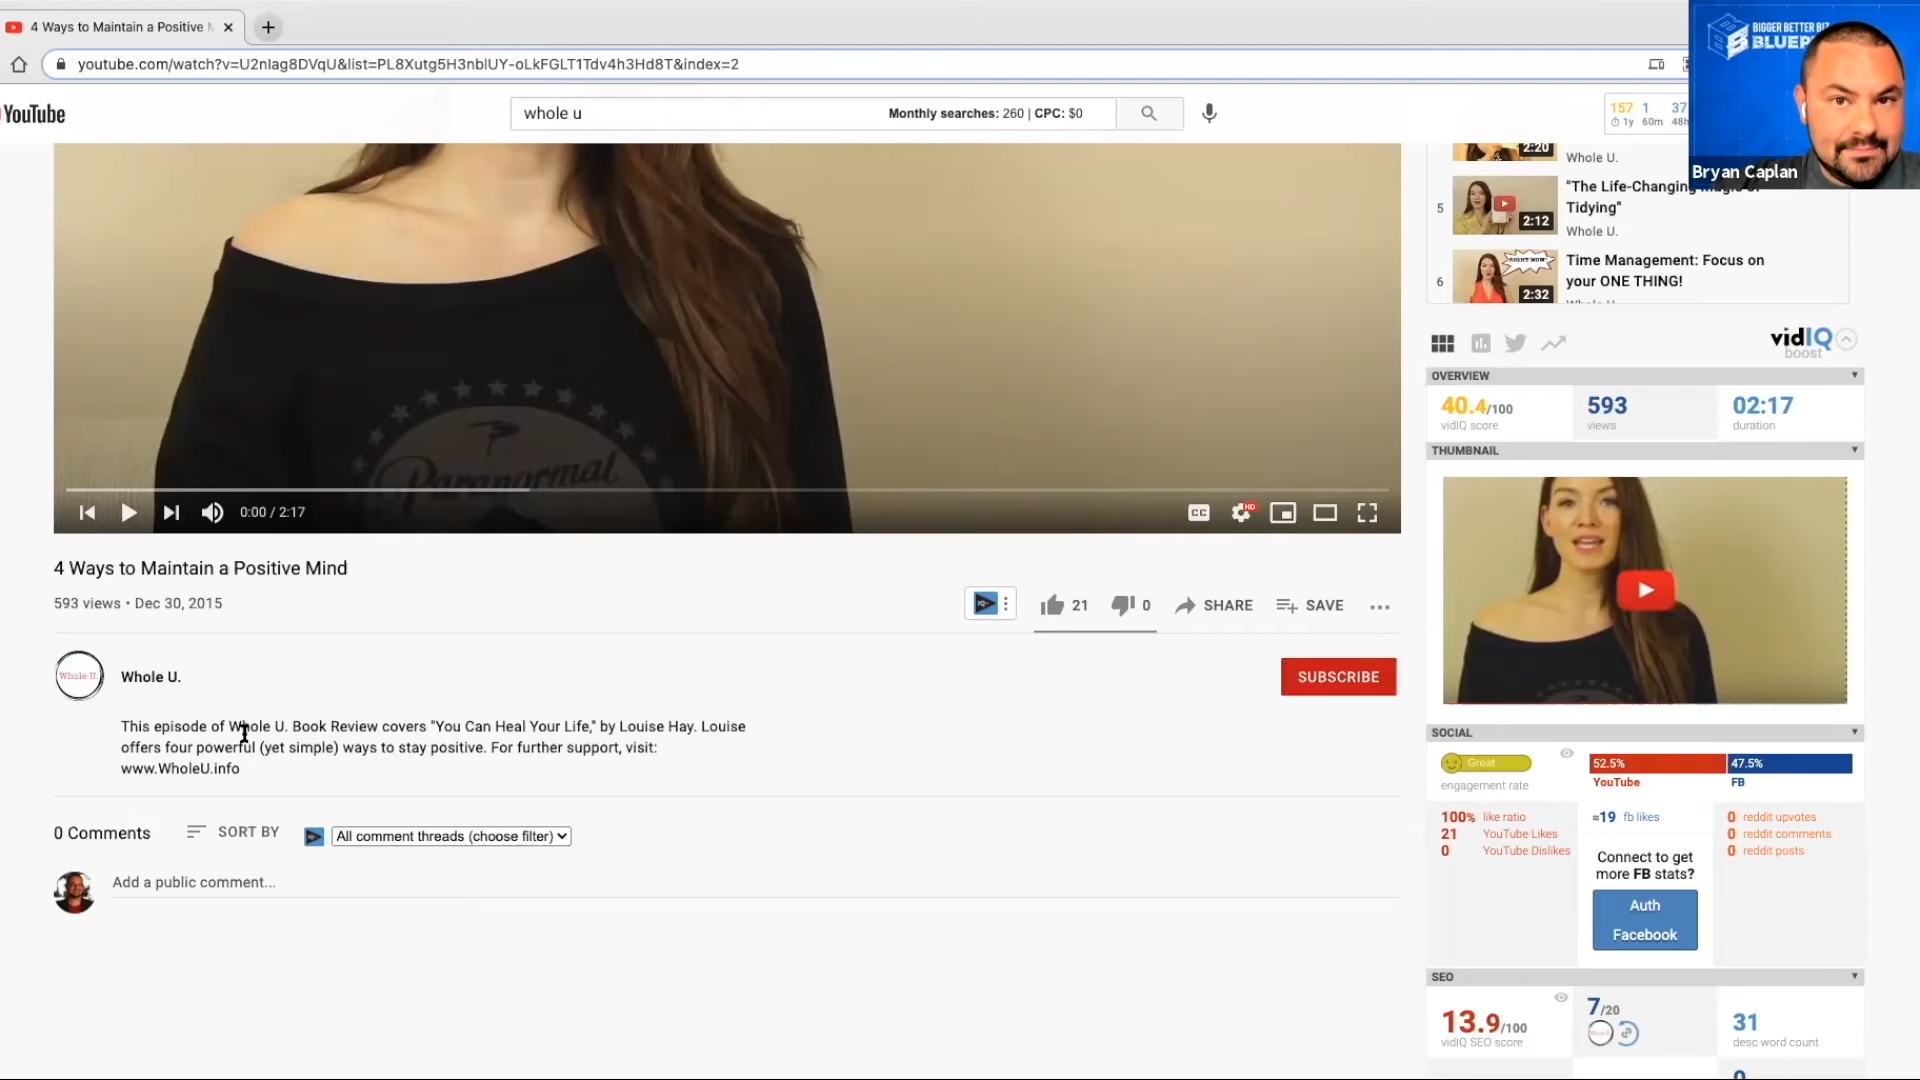 4 Ways to Maintain a Positive
youtube.com/watch?v=U2nIag8DVqU&list=PL8Xutg5H3nblUY-oLkFGLT1Tdv4h3Hd8T&index=2
BIGGER BETTER BIZ
Bryan Caplan
YouTube
whole u
Monthly searches: 260 | CPC: $0
157 1 37
1y 60m 48h
2:20
Whole U.
5
2:12
"The Life-Changing Magic of
Tidying"
Whole U.
6
RIGHT NOW!
2:32
Time Management: Focus on
your ONE THING!
Whole U.
Paranormal
0:00 / 2:17
CC
HD
4 Ways to Maintain a Positive Mind
593 views • Dec 30, 2015
21
0
SHARE
SAVE
Whole U.
Whole U.
SUBSCRIBE
This episode of Whole U. Book Review covers "You Can Heal Your Life," by Louise Hay. Louise
offers four powerful (yet simple) ways to stay positive. For further support, visit:
www.WholeU.info
0 Comments
SORT BY
All comment threads (choose filter)
Add a public comment...
vidIQ
boost
OVERVIEW
40.4/100
vidIQ score
593
views
02:17
duration
THUMBNAIL
SOCIAL
Great
engagement rate
52.5%
47.5%
YouTube
FB
100% like ratio
21 YouTube Likes
0 YouTube Dislikes
≈19 fb likes
Connect to get
more FB stats?
Auth
Facebook
0 reddit upvotes
0 reddit comments
0 reddit posts
SEO
13.9/100
vidIQ SEO score
7/20
31
desc word count